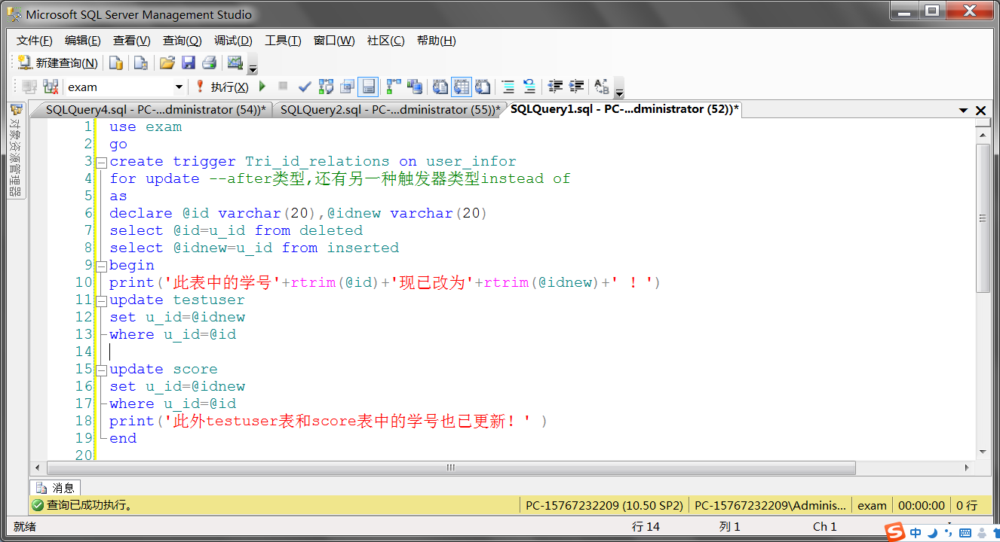 Microsoft SQL Server Management Studio
文件(F) 编辑(E) 查看(V) 查询(Q) 调试(D) 工具(T) 窗口(W) 社区(C) 帮助(H)
新建查询(N)
exam 执行(X)
对象资源管理器
SQLQuery4.sql - PC-...dministrator (54))* SQLQuery2.sql - PC-...dministrator (55))* SQLQuery1.sql - PC-...dministrator (52))*
1 use exam
2 go
3 create trigger Tri_id_relations on user_infor
4 for update --after类型,还有另一种触发器类型instead of
5 as
6 declare @id varchar(20),@idnew varchar(20)
7 select @id=u_id from deleted
8 select @idnew=u_id from inserted
9 begin
10 print('此表中的学号'+rtrim(@id)+'现已改为'+rtrim(@idnew)+' ! ')
11 update testuser
12 set u_id=@idnew
13 where u_id=@id
14
15 update score
16 set u_id=@idnew
17 where u_id=@id
18 print('此外testuser表和score表中的学号也已更新! ' )
19 end
20
消息
查询已成功执行。 PC-15767232209 (10.50 SP2) PC-15767232209\Adminis... exam 00:00:00 0 行
就绪 行 14 列 1 Ch 1
S 中